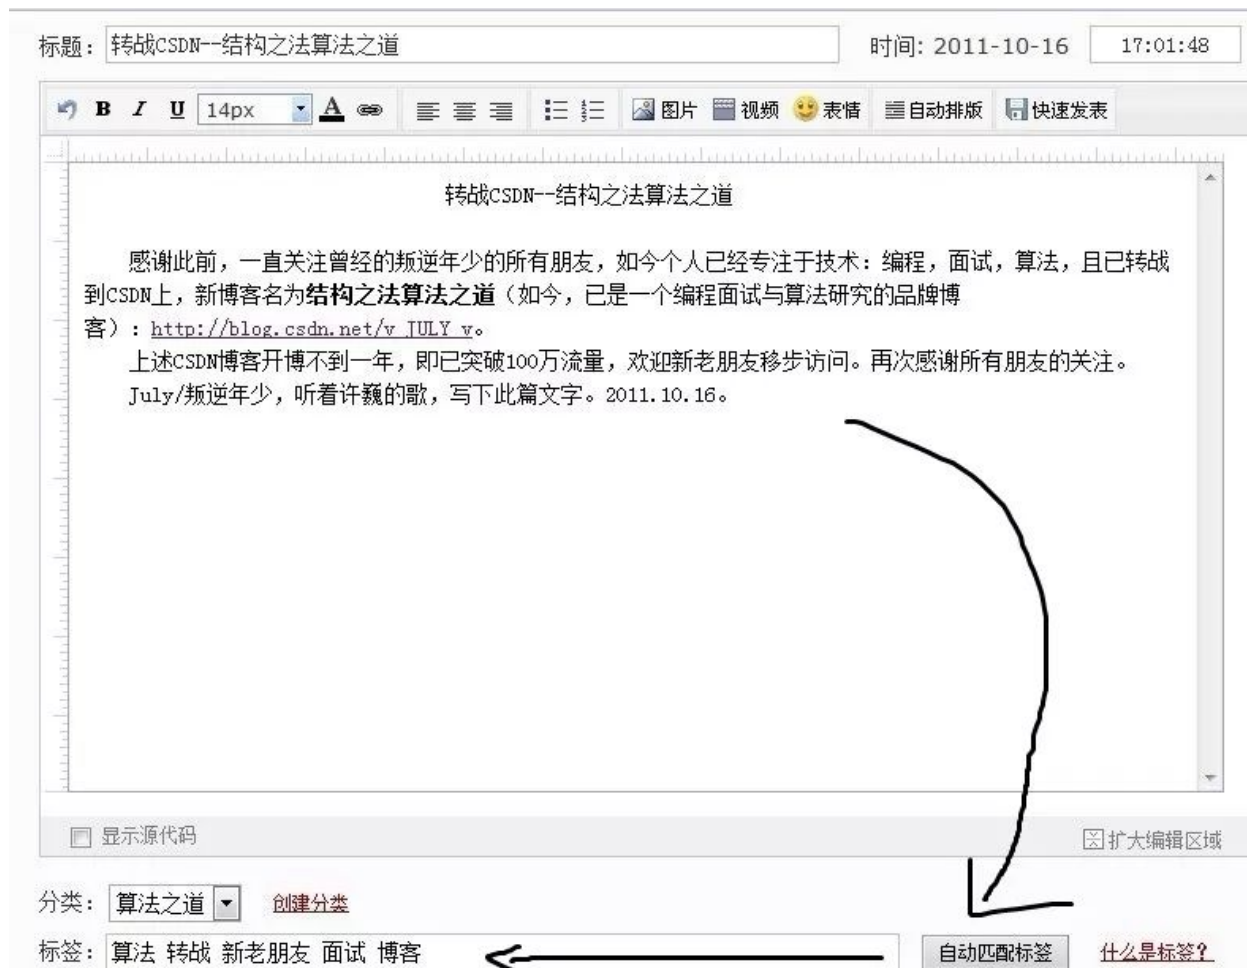 标题： 转战CSDN--结构之法算法之道 时间: 2011-10-16 17:01:48
B I U 14px A 图片 视频 表情 自动排版 快速发表
转战CSDN--结构之法算法之道
感谢此前，一直关注曾经的叛逆年少的所有朋友，如今个人已经专注于技术：编程，面试，算法，且已转战
到CSDN上，新博客名为结构之法算法之道（如今，已是一个编程面试与算法研究的品牌博
客）：http://blog.csdn.net/v_JULY_v。
上述CSDN博客开博不到一年，即已突破100万流量，欢迎新老朋友移步访问。再次感谢所有朋友的关注。
July/叛逆年少，听着许巍的歌，写下此篇文字。2011.10.16。
显示源代码 扩大编辑区域
分类： 算法之道 创建分类
标签： 算法 转战 新老朋友 面试 博客 自动匹配标签 什么是标签？